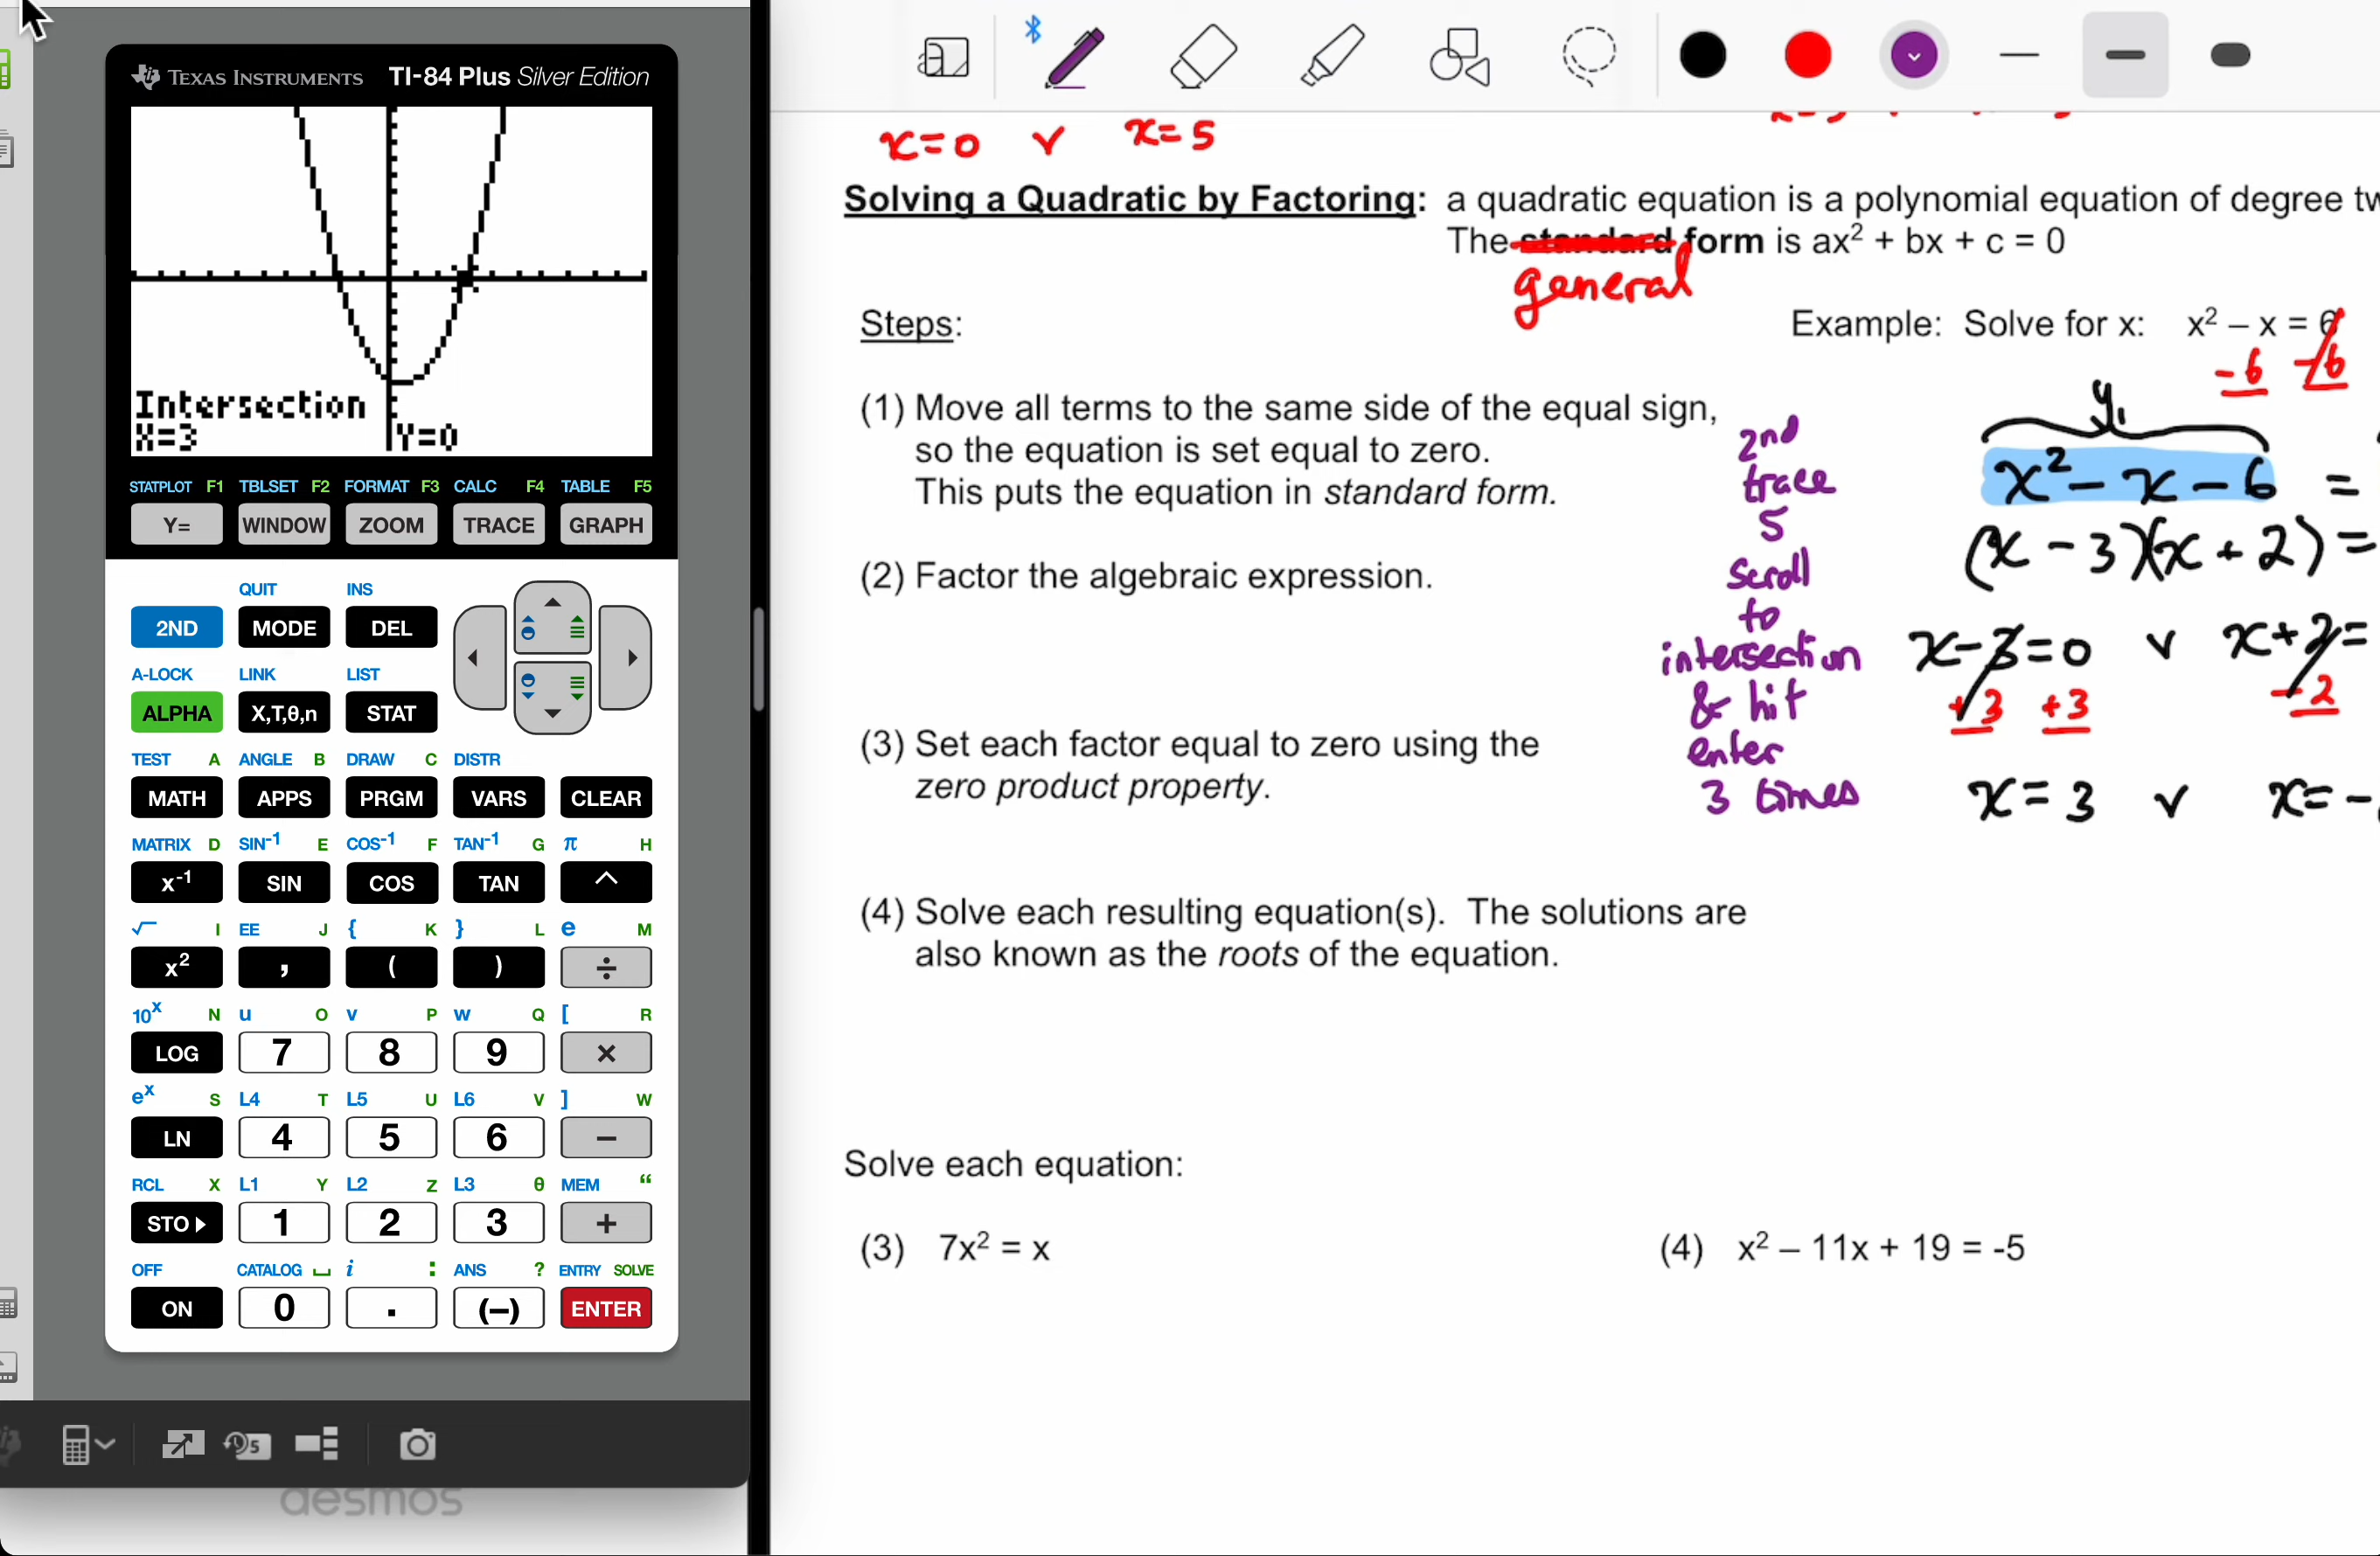 TEXAS INSTRUMENTS TI-84 Plus Silver Edition
Intersection
X=3 Y=0
STATPLOT F1 TBLSET F2 FORMAT F3 CALC F4 TABLE F5
Y= WINDOW ZOOM TRACE GRAPH
QUIT INS
2ND MODE DEL
A-LOCK LINK LIST
ALPHA X,T,θ,n STAT
TEST A ANGLE B DRAW C DISTR
MATH APPS PRGM VARS CLEAR
MATRIX D SIN⁻¹ E COS⁻¹ F TAN⁻¹ G π H
x⁻¹ SIN COS TAN ^
√ I EE J { K } L e M
x² , ( ) ÷
10ˣ N u O v P w Q [ R
LOG 7 8 9 ×
eˣ S L4 T L5 U L6 V ] W
LN 4 5 6 −
RCL X L1 Y L2 Z L3 θ MEM “
STO▸ 1 2 3 +
OFF CATALOG ⎵ i : ANS ? ENTRY SOLVE
ON 0 . (−) ENTER
5
desmos
a
x=0 ∨ x=5
Solving a Quadratic by Factoring: a quadratic equation is a polynomial equation of degree tw
The standard form is ax² + bx + c = 0
general
Steps:
Example: Solve for x: x² – x = 6
-6 -6
(1) Move all terms to the same side of the equal sign,
so the equation is set equal to zero.
This puts the equation in standard form.
2nd
trace
5
scroll
to
intersection
& hit
enter
3 times
y₁
x² - x - 6 =
(x - 3)(x + 2) =
x-3=0 ∨ x+2=
+3 +3 -2
x=3 ∨ x=-
(2) Factor the algebraic expression.
(3) Set each factor equal to zero using the
zero product property.
(4) Solve each resulting equation(s). The solutions are
also known as the roots of the equation.
Solve each equation:
(3) 7x² = x
(4) x² – 11x + 19 = -5